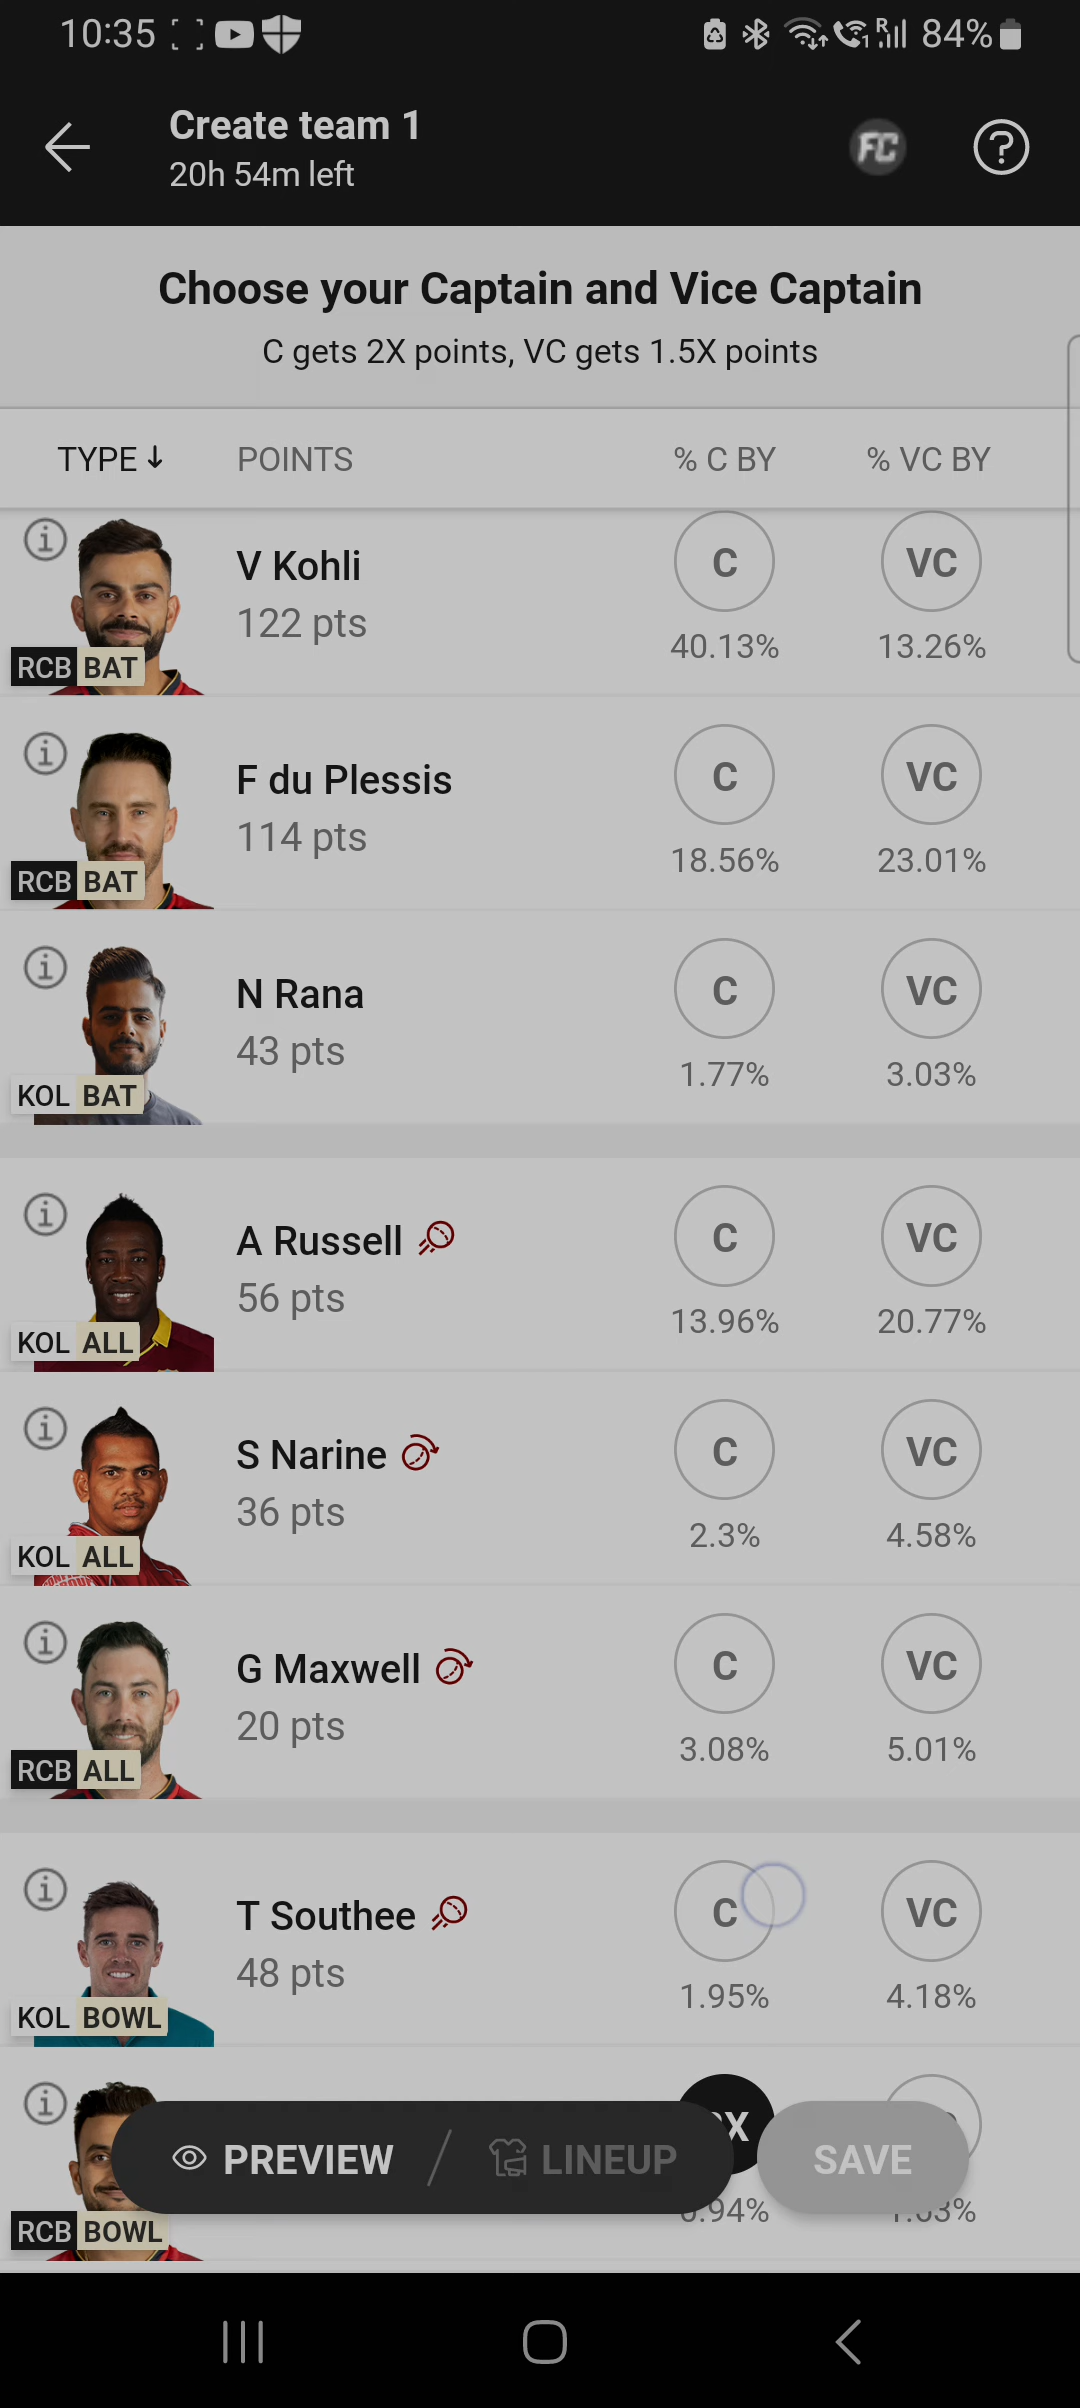 10:35 84%
Create team 1
20h 54m left
FC ?
Choose your Captain and Vice Captain
C gets 2X points, VC gets 1.5X points
TYPE ↓ POINTS % C BY % VC BY
V Kohli C VC
122 pts 40.13% 13.26%
RCB BAT
F du Plessis C VC
114 pts 18.56% 23.01%
RCB BAT
N Rana C VC
43 pts 1.77% 3.03%
KOL BAT
A Russell C VC
56 pts 13.96% 20.77%
KOL ALL
S Narine C VC
36 pts 2.3% 4.58%
KOL ALL
G Maxwell C VC
20 pts 3.08% 5.01%
RCB ALL
T Southee C VC
48 pts 1.95% 4.18%
KOL BOWL
PREVIEW / LINEUP SAVE
RCB BOWL